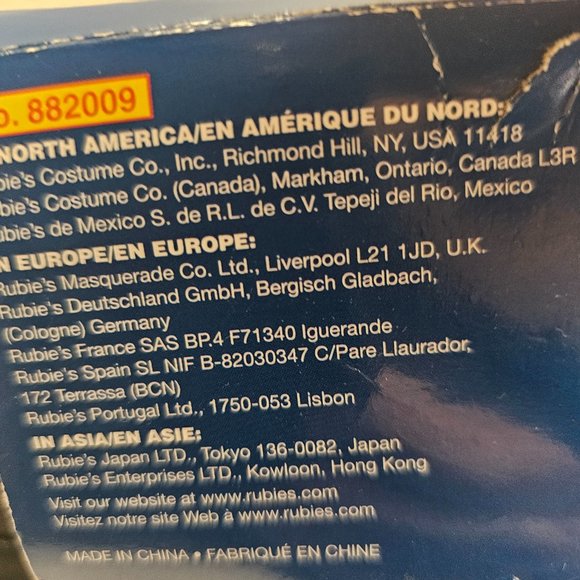 o. 882009
NORTH AMERICA/EN AMÉRIQUE DU NORD:
bie's Costume Co., Inc., Richmond Hill, NY, USA 11418
bie's Costume Co. (Canada), Markham, Ontario, Canada L3R
ubie's de Mexico S. de R.L. de C.V. Tepeji del Rio, Mexico
N EUROPE/EN EUROPE:
Rubie's Masquerade Co. Ltd., Liverpool L21 1JD, U.K.
Rubie's Deutschland GmbH, Bergisch Gladbach,
(Cologne) Germany
Rubie's France SAS BP.4 F71340 Iguerande
Rubie's Spain SL NIF B-82030347 C/Pare Llaurador,
172 Terrassa (BCN)
Rubie's Portugal Ltd., 1750-053 Lisbon
IN ASIA/EN ASIE:
Rubie's Japan LTD., Tokyo 136-0082, Japan
Rubie's Enterprises LTD., Kowloon, Hong Kong
Visit our website at www.rubies.com
Visitez notre site Web à www.rubies.com
MADE IN CHINA • FABRIQUÉ EN CHINE